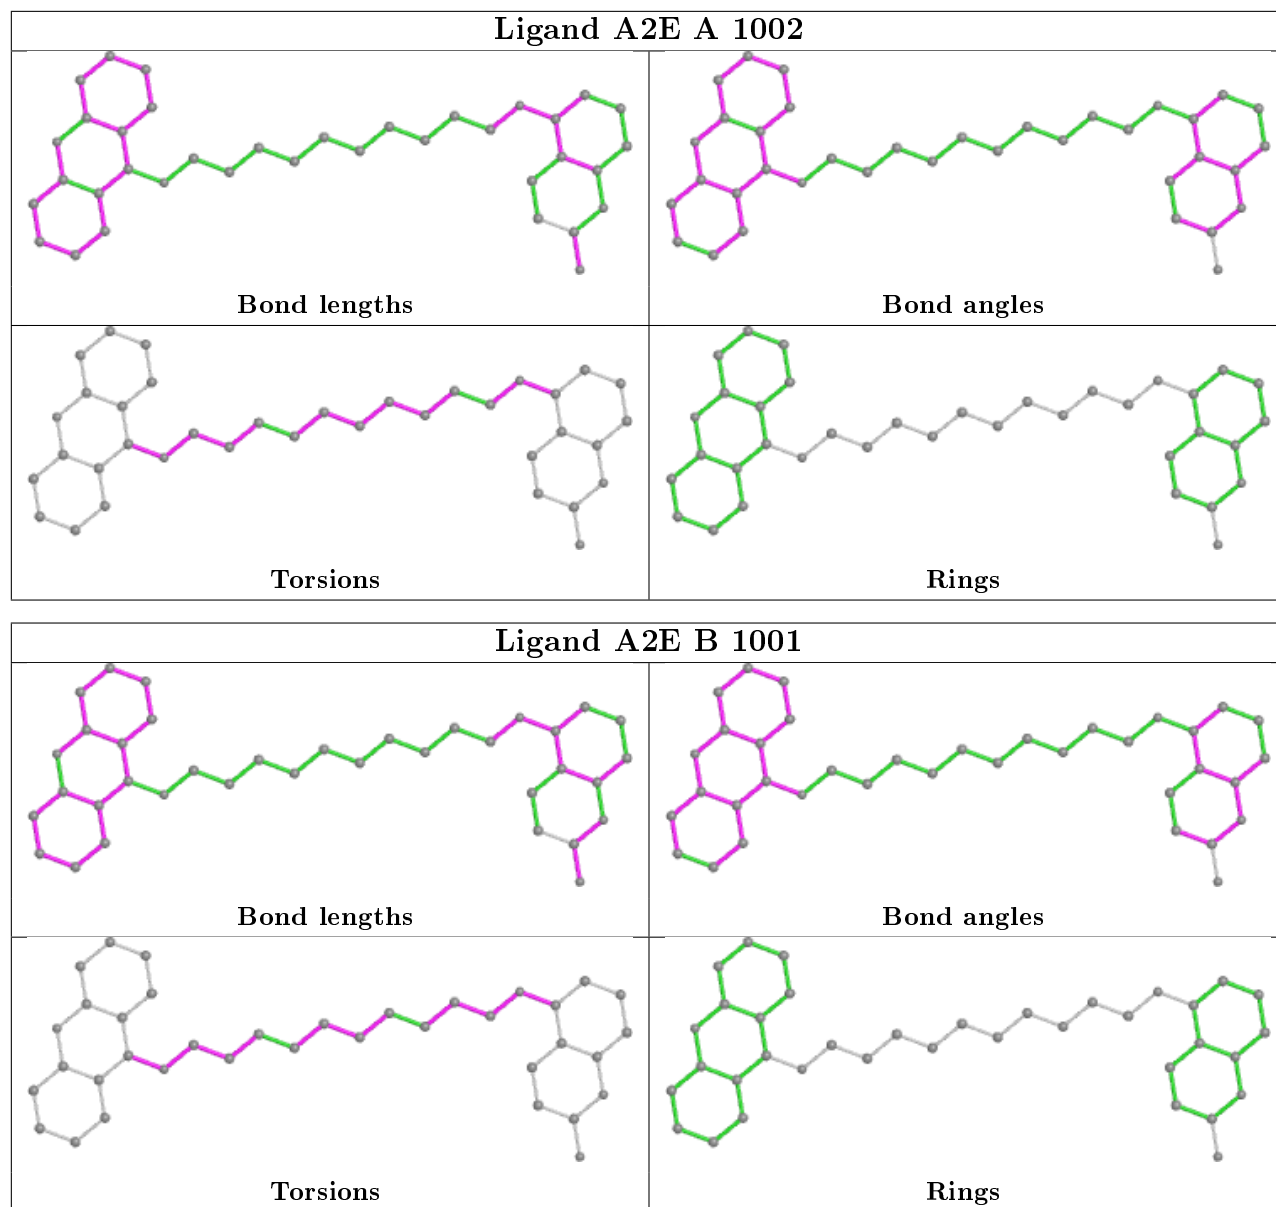 Ligand A2E A 1002
Bond lengths
Bond angles
Torsions
Rings
Ligand A2E B 1001
Bond lengths
Bond angles
Torsions
Rings